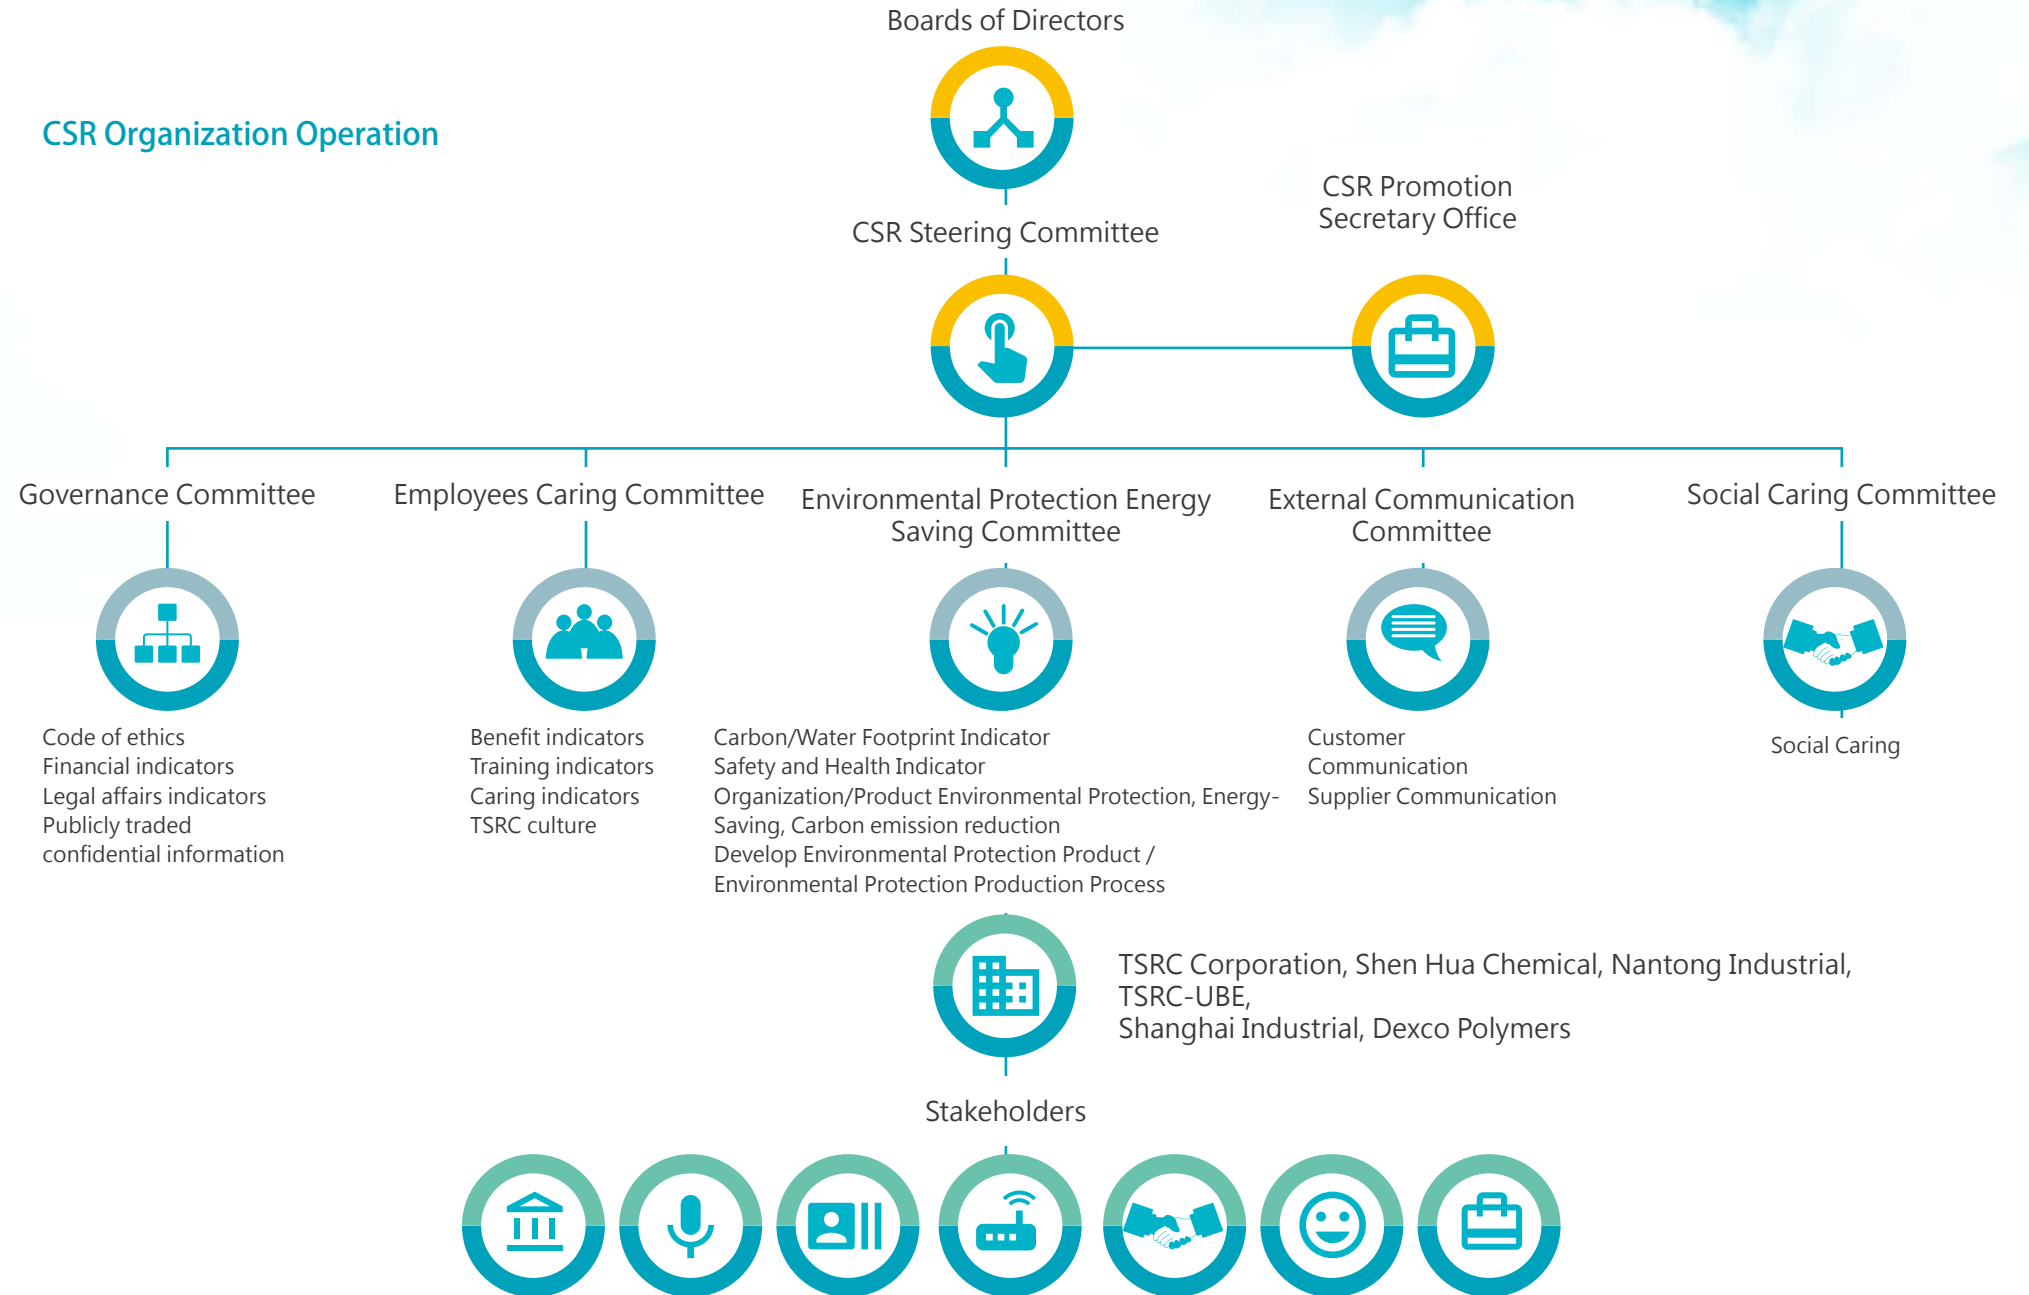 Boards of Directors
CSR Organization Operation
CSR Promotion
Secretary Office
CSR Steering Committee
Governance Committee
Employees Caring Committee
Environmental Protection Energy
Saving Committee
External Communication
Committee
Social Caring Committee
Code of ethics
Financial indicators
Legal affairs indicators
Publicly traded
confidential information
Benefit indicators
Training indicators
Caring indicators
TSRC culture
Carbon/Water Footprint Indicator
Safety and Health Indicator
Organization/Product Environmental Protection, Energy-
Saving, Carbon emission reduction
Develop Environmental Protection Product /
Environmental Protection Production Process
Customer
Communication
Supplier Communication
Social Caring
TSRC Corporation, Shen Hua Chemical, Nantong Industrial,
TSRC-UBE,
Shanghai Industrial, Dexco Polymers
Stakeholders